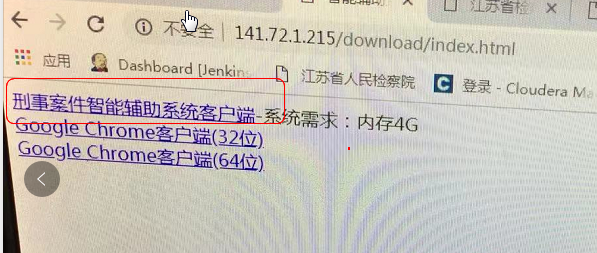 智能辅助
江苏省检
不安全 | 141.72.1.215/download/index.html
应用 Dashboard [Jenkins 江苏省人民检察院 C 登录 - Cloudera Ma
刑事案件智能辅助系统客户端-系统需求：内存4G
Google Chrome客户端(32位)
Google Chrome客户端(64位)